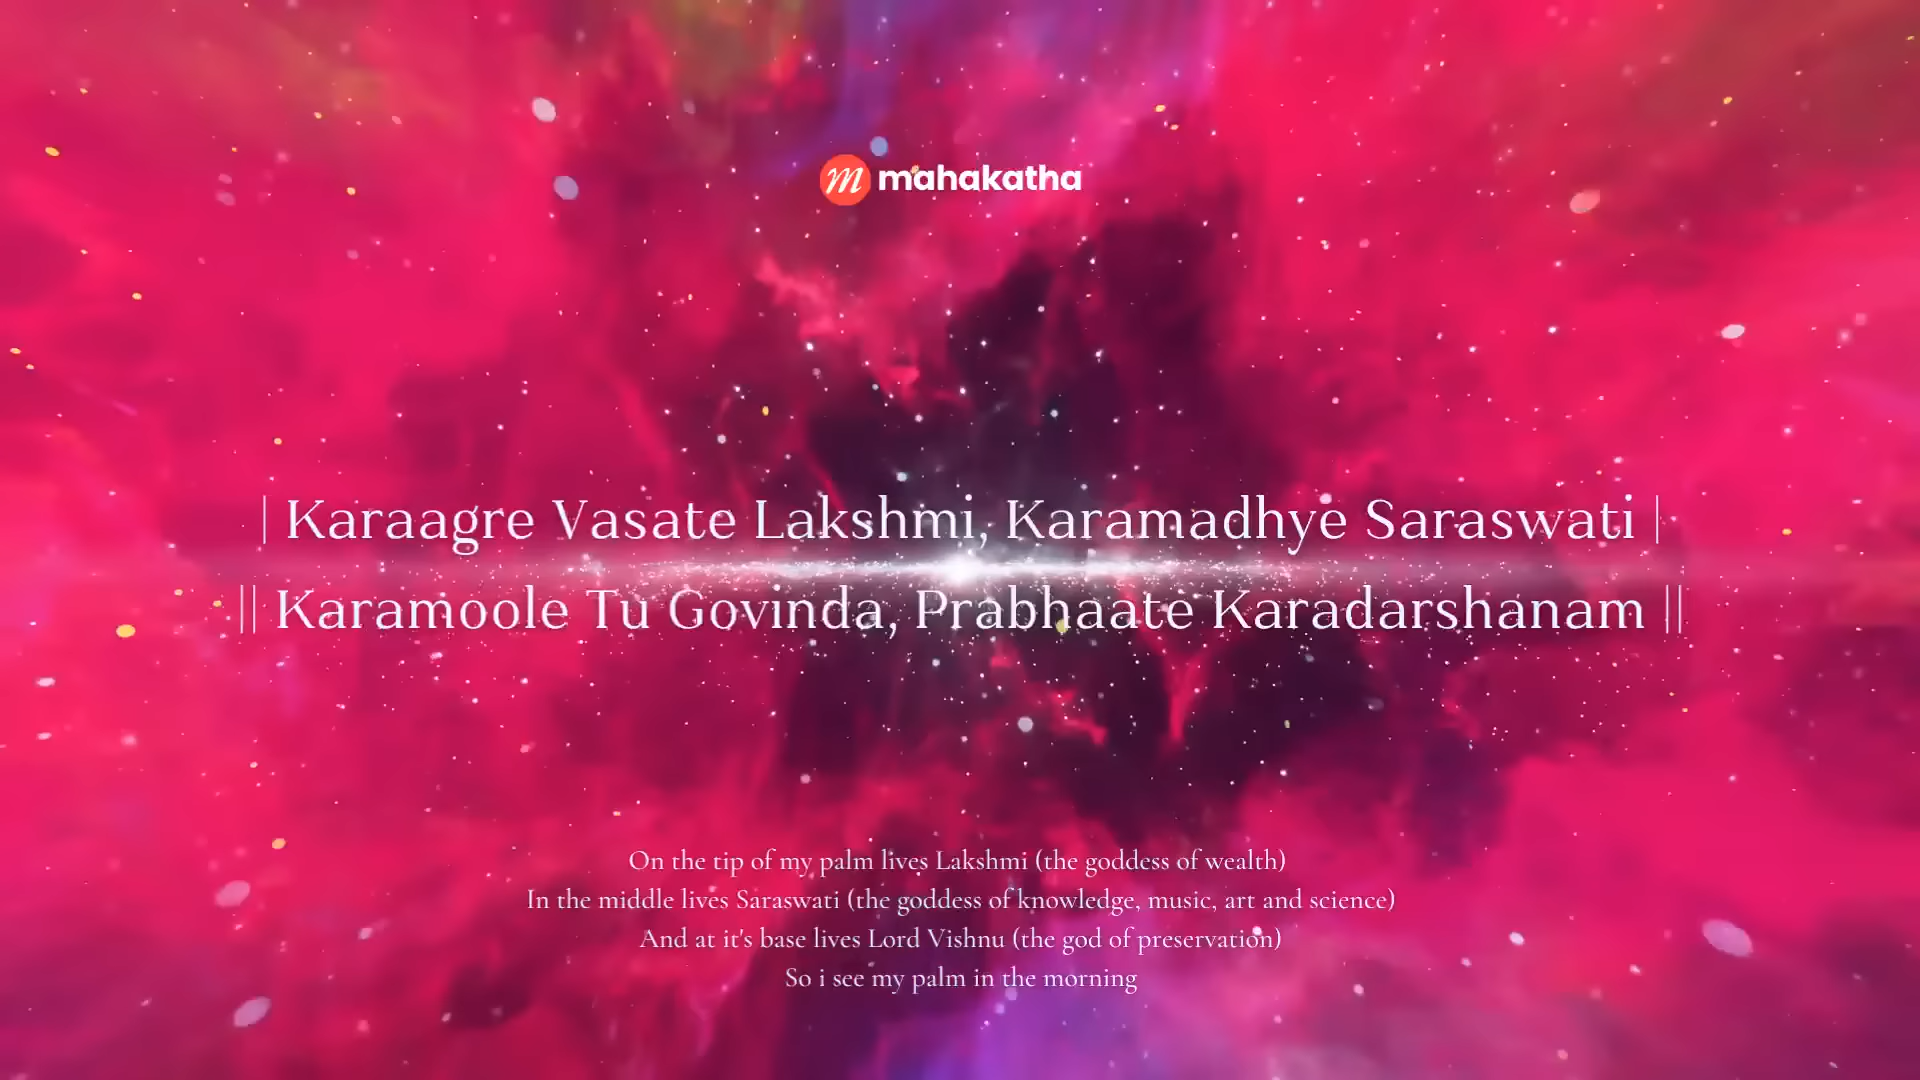 mahakatha
| Karaagre Vasate Lakshmi, Karamadhye Saraswati |
|| Karamoole Tu Govinda, Prabhaate Karadarshanam ||
On the tip of my palm lives Lakshmi (the goddess of wealth)
In the middle lives Saraswati (the goddess of knowledge, music, art and science)
And at it's base lives Lord Vishnu (the god of preservation)
So i see my palm in the morning